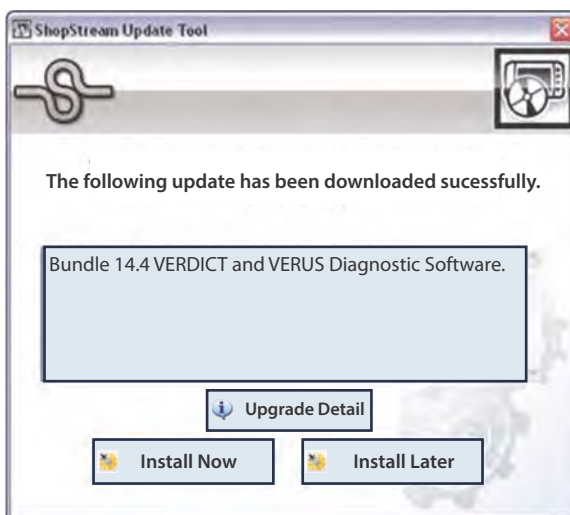 ShopStream Update Tool
The following update has been downloaded sucessfully.
Bundle 14.4 VERDICT and VERUS Diagnostic Software.
Upgrade Detail
Install Now
Install Later